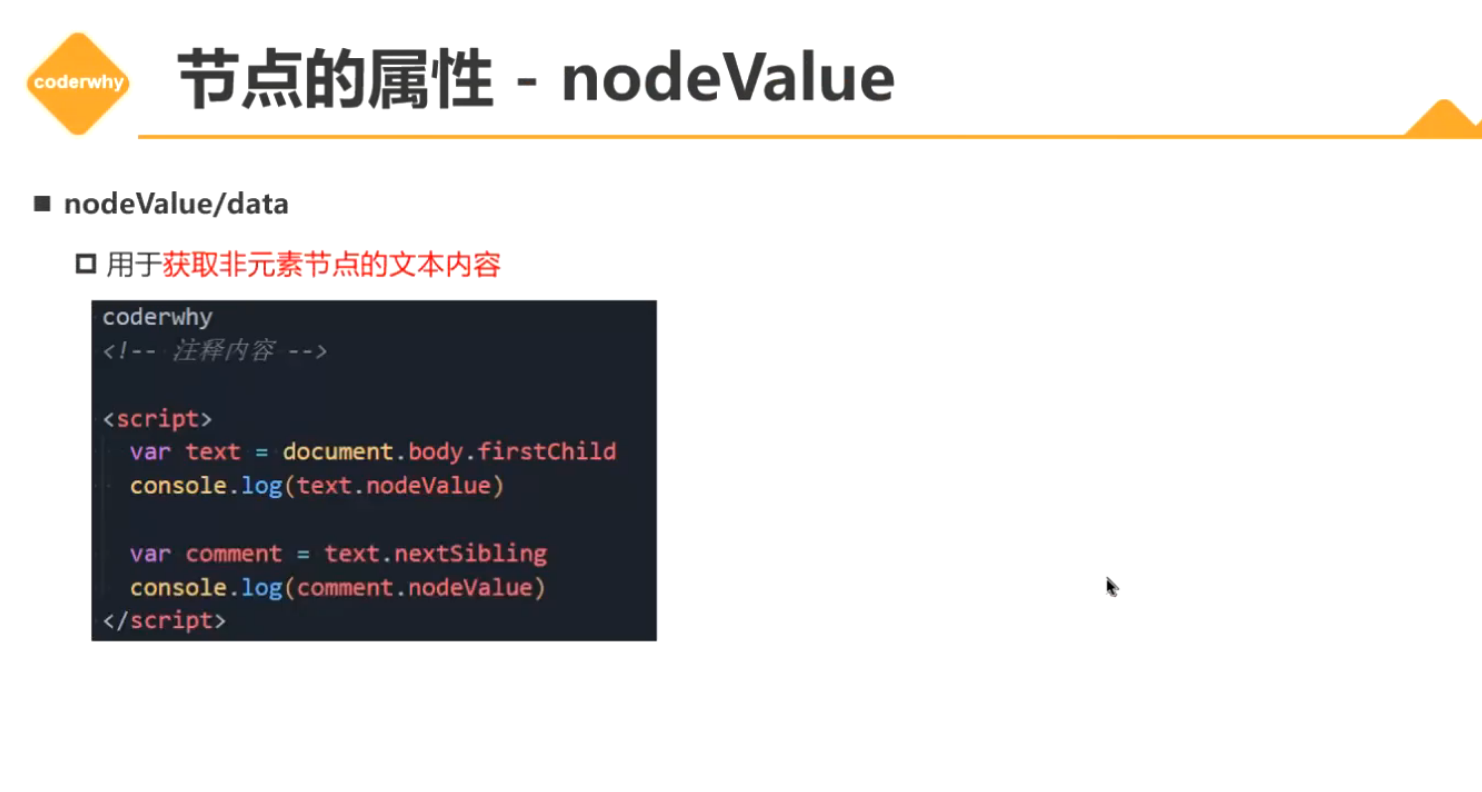 coderwhy
节点的属性 - nodeValue
nodeValue/data
用于获取非元素节点的文本内容
coderwhy
<!-- 注释内容 -->
<script>
var text = document.body.firstChild
console.log(text.nodeValue)
var comment = text.nextSibling
console.log(comment.nodeValue)
</script>